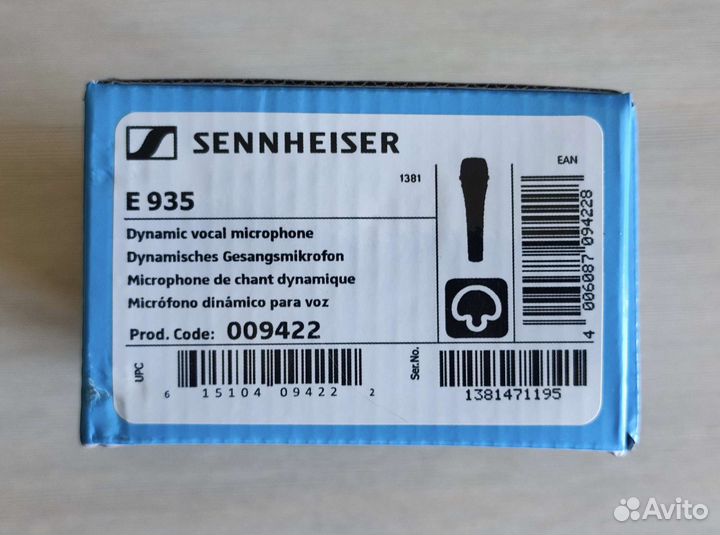 SENNHEISER
1381
E 935
Dynamic vocal microphone
Dynamisches Gesangsmikrofon
Microphone de chant dynamique
Micrófono dinámico para voz
Prod. Code: 009422
UPC
6 15104 09422 2
Ser.No.
1381471195
EAN
4 006087 094228
Avito